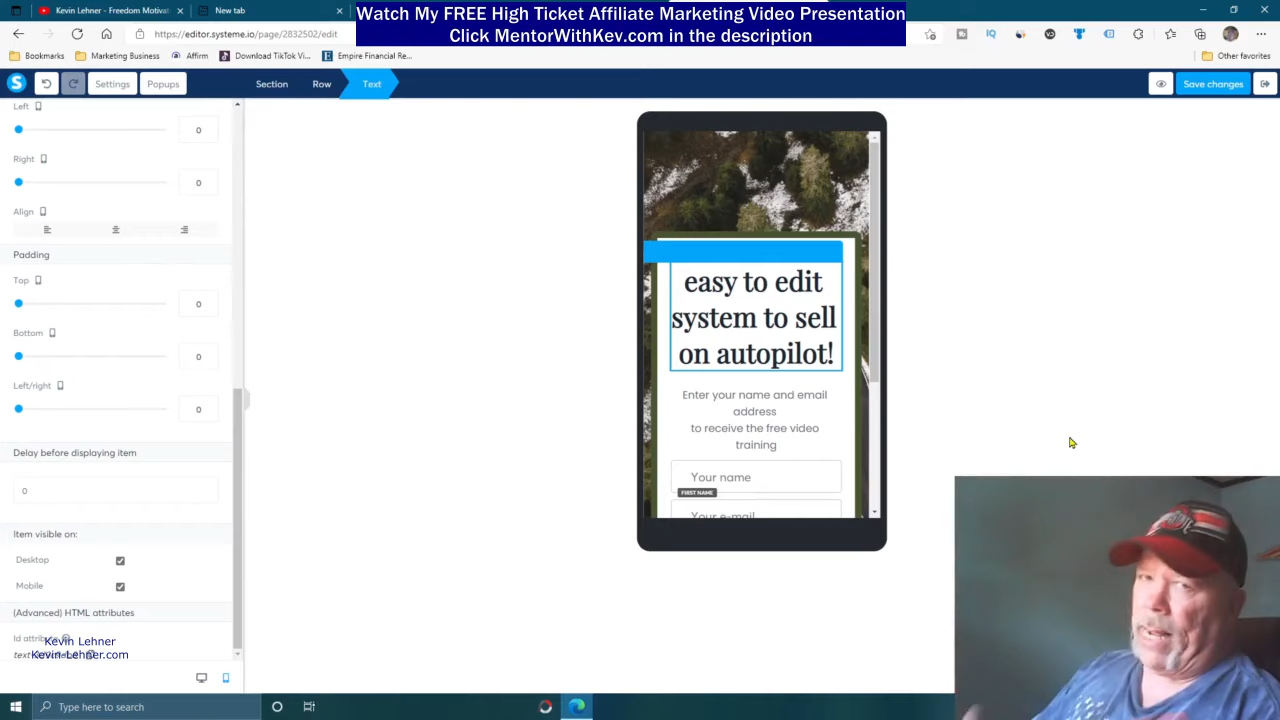 Kevin Lehner - Freedom Motivat
New tab
Watch My FREE High Ticket Affiliate Marketing Video Presentation
Click MentorWithKev.com in the description
https://editor.systeme.io/page/2832502/edit
Bookmarks
Marketing Business
Affirm
Download TikTok Vi...
Empire Financial Re...
Other favorites
Settings
Popups
Section
Row
Text
Save changes
Left
0
Right
0
Align
Padding
Top
0
Bottom
0
Left/right
0
Delay before displaying item
0
Item visible on:
Desktop
Mobile
(Advanced) HTML attributes
Id attribute
Kevin Lehner
Kevin-Lehner.com
easy to edit
system to sell
on autopilot!
Enter your name and email
address
to receive the free video
training
Your name
FIRST NAME
Your e-mail
Type here to search